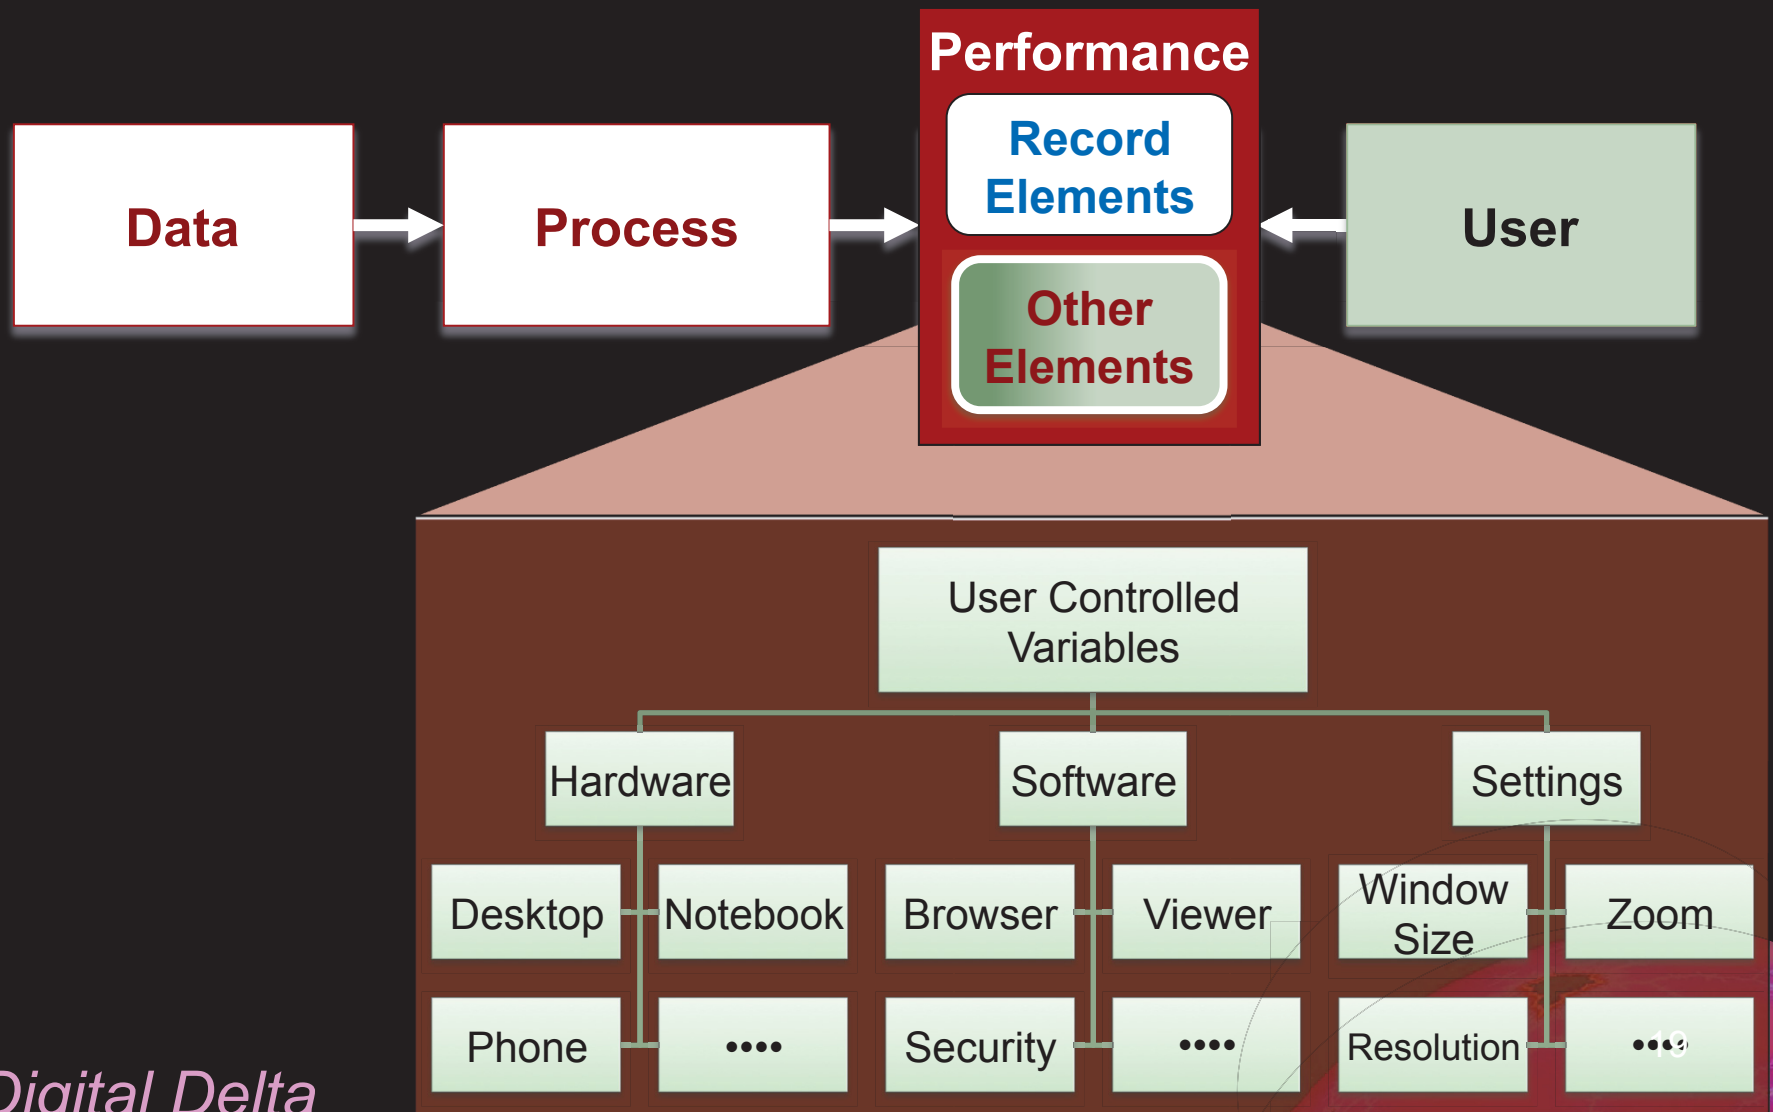 Performance
Record
Elements
Data
Process
User
Other
Elements
User Controlled
Variables
Hardware
Software
Settings
Desktop
Notebook
Browser
Viewer
Window
Size
Zoom
Phone
••••
Security
••••
Resolution
••••
19
Digital Delta